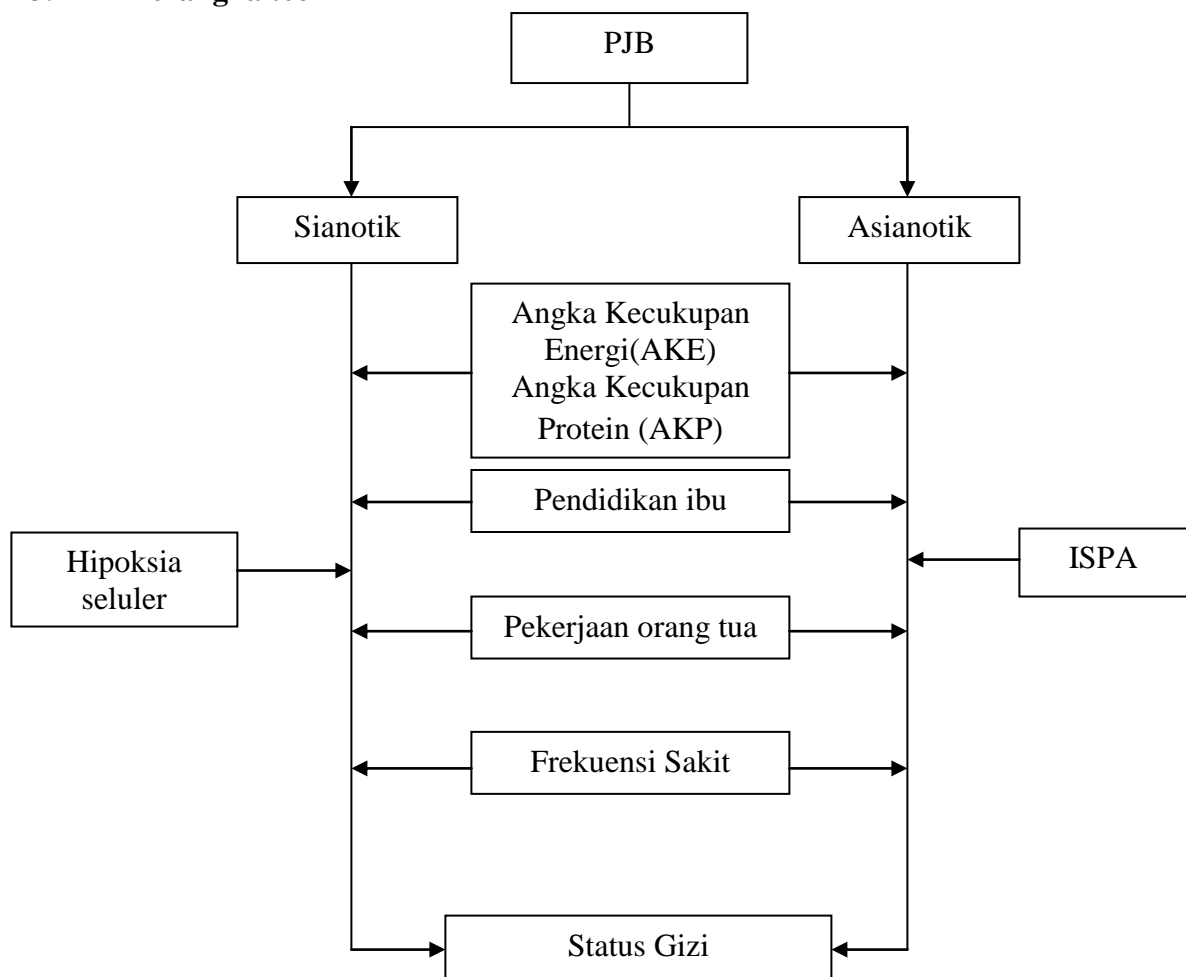 PJB
Sianotik
Asianotik
Angka Kecukupan
Energi(AKE)
Angka Kecukupan
Protein (AKP)
Pendidikan ibu
Hipoksia
seluler
ISPA
Pekerjaan orang tua
Frekuensi Sakit
Status Gizi